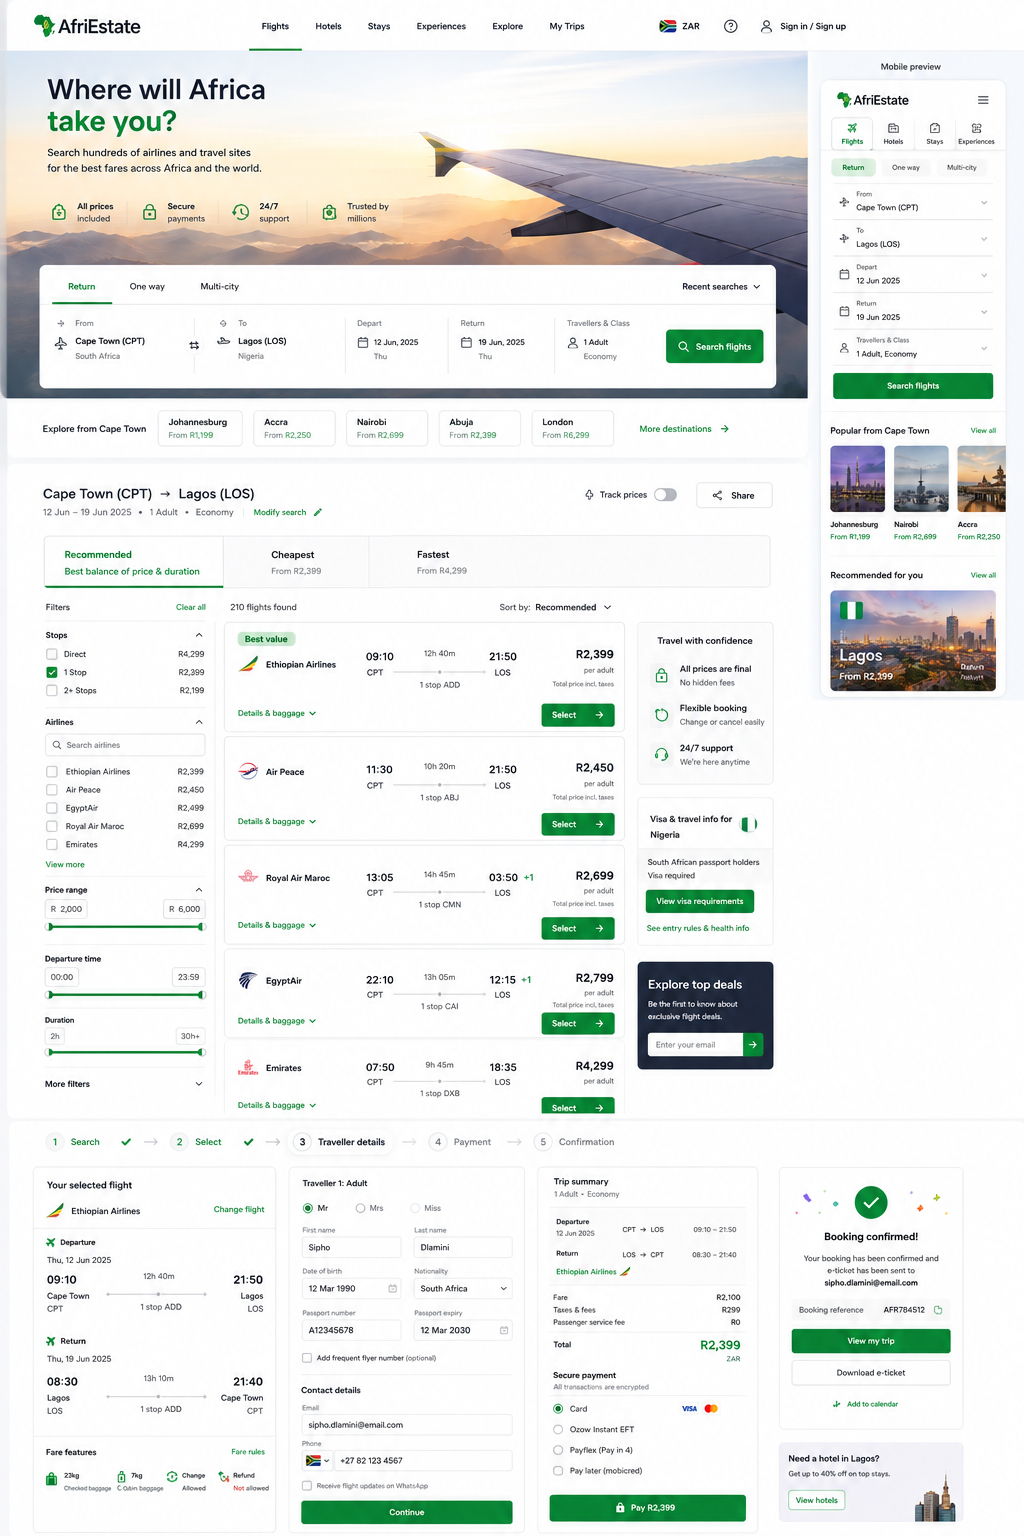 AfriEstate
Flights
Hotels
Stays
Experiences
Explore
My Trips
ZAR
Sign in / Sign up
Where will Africa
take you?
Search hundreds of airlines and travel sites
for the best fares across Africa and the world.
All prices
included
Secure
payments
24/7
support
Trusted by
millions
Return
One way
Multi-city
Recent searches
From
Cape Town (CPT)
South Africa
To
Lagos (LOS)
Nigeria
Depart
12 Jun, 2025
Thu
Return
19 Jun, 2025
Thu
Travellers & Class
1 Adult
Economy
Search flights
Explore from Cape Town
Johannesburg
From R1,199
Accra
From R2,250
Nairobi
From R2,699
Abuja
From R2,399
London
From R6,299
More destinations
Mobile preview
AfriEstate
Flights
Hotels
Stays
Experiences
Return
One way
Multi-city
From
Cape Town (CPT)
To
Lagos (LOS)
Depart
12 Jun 2025
Return
19 Jun 2025
Travellers & Class
1 Adult, Economy
Search flights
Popular from Cape Town
View all
Johannesburg
From R1,199
Nairobi
From R2,699
Accra
From R2,250
Recommended for you
View all
Lagos
From R2,399
Cape Town (CPT) → Lagos (LOS)
12 Jun – 19 Jun 2025 • 1 Adult • Economy
Modify search
Track prices
Share
Recommended
Best balance of price & duration
Cheapest
From R2,399
Fastest
From R4,299
Filters
Clear all
Stops
Direct R4,299
1 Stop R2,399
2+ Stops R2,199
Airlines
Search airlines
Ethiopian Airlines R2,399
Air Peace R2,450
EgyptAir R2,499
Royal Air Maroc R2,699
Emirates R4,299
View more
Price range
R 2,000
R 6,000
Departure time
00:00
23:59
Duration
2h
30h+
More filters
210 flights found
Sort by: Recommended
Best value
Ethiopian Airlines
09:10
CPT
12h 40m
1 stop ADD
21:50
LOS
R2,399
per adult
Total price incl. taxes
Details & baggage
Select
Air Peace
11:30
CPT
10h 20m
1 stop ABJ
21:50
LOS
R2,450
per adult
Total price incl. taxes
Details & baggage
Select
Royal Air Maroc
13:05
CPT
14h 45m
1 stop CMN
03:50 +1
LOS
R2,699
per adult
Total price incl. taxes
Details & baggage
Select
EgyptAir
22:10
CPT
13h 05m
1 stop CAI
12:15 +1
LOS
R2,799
per adult
Total price incl. taxes
Details & baggage
Select
Emirates
Emirates
07:50
CPT
9h 45m
1 stop DXB
18:35
LOS
R4,299
per adult
Details & baggage
Select
Travel with confidence
All prices are final
No hidden fees
Flexible booking
Change or cancel easily
24/7 support
We're here anytime
Visa & travel info for
Nigeria
South African passport holders
Visa required
View visa requirements
See entry rules & health info
Explore top deals
Be the first to know about
exclusive flight deals.
Enter your email
1 Search
2 Select
3 Traveller details
4 Payment
5 Confirmation
Your selected flight
Ethiopian Airlines
Change flight
Departure
Thu, 12 Jun 2025
09:10
Cape Town
CPT
12h 40m
1 stop ADD
21:50
Lagos
LOS
Return
Thu, 19 Jun 2025
08:30
Lagos
LOS
13h 10m
1 stop ADD
21:40
Cape Town
CPT
Fare features
Fare rules
23kg
Checked baggage
7kg
Cabin baggage
Change
Allowed
Refund
Not allowed
Traveller 1: Adult
Mr
Mrs
Miss
First name
Sipho
Last name
Dlamini
Date of birth
12 Mar 1990
Nationality
South Africa
Passport number
A12345678
Passport expiry
12 Mar 2030
Add frequent flyer number (optional)
Contact details
Email
sipho.dlamini@email.com
Phone
+27 82 123 4567
Receive flight updates on WhatsApp
Continue
Trip summary
1 Adult • Economy
Departure
12 Jun 2025
CPT → LOS
09:10 – 21:50
Return
LOS → CPT
08:30 – 21:40
Ethiopian Airlines
Fare R2,100
Taxes & fees R299
Passenger service fee R0
Total R2,399
ZAR
Secure payment
All transactions are encrypted
Card
VISA
Ozow Instant EFT
Payflex (Pay in 4)
Pay later (mobicred)
Pay R2,399
Booking confirmed!
Your booking has been confirmed and
e-ticket has been sent to
sipho.dlamini@email.com
Booking reference AFR784512
View my trip
Download e-ticket
Add to calendar
Need a hotel in Lagos?
Get up to 40% off on top stays.
View hotels